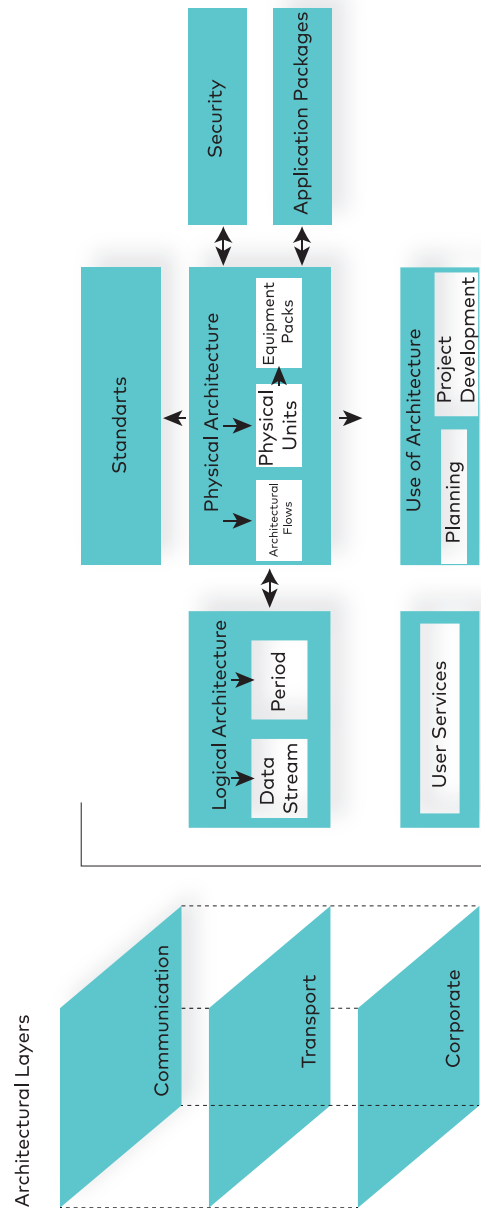 Architectural Layers
Communication
Transport
Corporate
Standarts
Logical Architecture
Data
Stream
Period
Physical Architecture
Architectural
Flows
Physical
Units
Equipment
Packs
Security
Application Packages
User Services
Use of Architecture
Planning
Project
Development